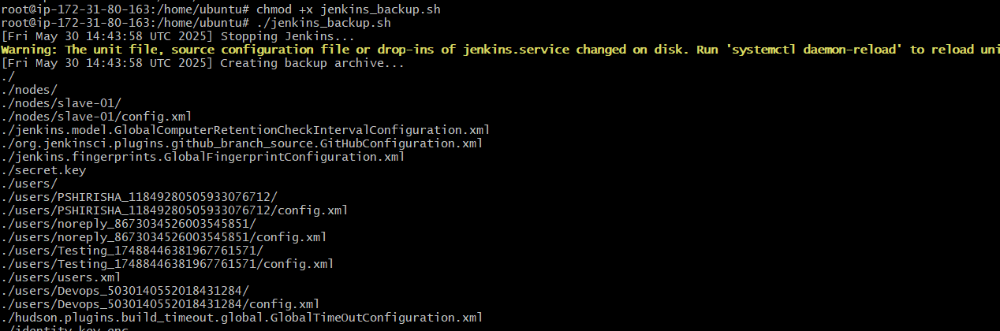 root@ip-172-31-80-163:/home/ubuntu# chmod +x jenkins_backup.sh
root@ip-172-31-80-163:/home/ubuntu# ./jenkins_backup.sh
[Fri May 30 14:43:58 UTC 2025] Stopping Jenkins...
Warning: The unit file, source configuration file or drop-ins of jenkins.service changed on disk. Run 'systemctl daemon-reload' to reload uni
[Fri May 30 14:43:58 UTC 2025] Creating backup archive...
./
./nodes/
./nodes/slave-01/
./nodes/slave-01/config.xml
./jenkins.model.GlobalComputerRetentionCheckIntervalConfiguration.xml
./org.jenkinsci.plugins.github_branch_source.GitHubConfiguration.xml
./jenkins.fingerprints.GlobalFingerprintConfiguration.xml
./secret.key
./users/
./users/PSHIRISHA_11849280505933076712/
./users/PSHIRISHA_11849280505933076712/config.xml
./users/noreply_8673034526003545851/
./users/noreply_8673034526003545851/config.xml
./users/Testing_17488446381967761571/
./users/Testing_17488446381967761571/config.xml
./users/users.xml
./users/Devops_5030140552018431284/
./users/Devops_5030140552018431284/config.xml
./hudson.plugins.build_timeout.global.GlobalTimeOutConfiguration.xml
./identity.key.enc